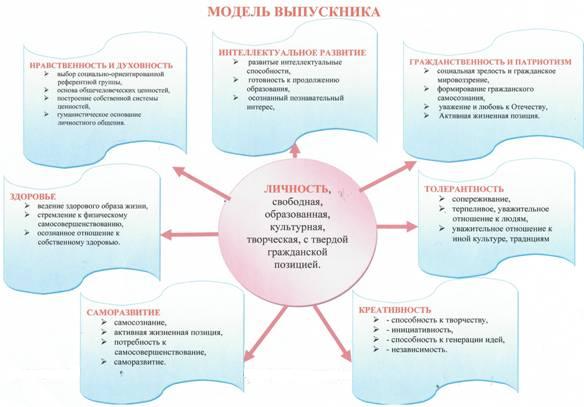 МОДЕЛЬ ВЫПУСКНИКА
НРАВСТВЕННОСТЬ И ДУХОВНОСТЬ
➢ выбор социально-ориентированной
референтной группы,
➢ основа общечеловеческих ценностей,
➢ построение собственной системы
ценностей,
➢ гуманистическое основание
личностного общения.
ИНТЕЛЛЕКТУАЛЬНОЕ РАЗВИТИЕ
➢ развитые интеллектуальные
способности,
➢ готовность к продолжению
образования,
➢ осознанный познавательный
интерес,
ГРАЖДАНСТВЕННОСТЬ И ПАТРИОТИЗМ
➢ социальная зрелость и гражданское
мировоззрение,
➢ формирование гражданского
самосознания,
➢ уважение и любовь к Отечеству,
➢ Активная жизненная позиция.
ЗДОРОВЬЕ
➢ ведение здорового образа жизни,
➢ стремление к физическому
самосовершенствованию,
➢ осознанное отношение к
собственному здоровью.
ЛИЧНОСТЬ,
свободная,
образованная,
культурная,
творческая, с твердой
гражданской
позицией.
ТОЛЕРАНТНОСТЬ
➢ сопереживание,
➢ терпеливое, уважительное
отношение к людям,
➢ уважительное отношение к
иной культуре, традициям
САМОРАЗВИТИЕ
➢ самосознание,
➢ активная жизненная позиция,
➢ потребность к
самосовершенствование,
➢ саморазвитие.
КРЕАТИВНОСТЬ
➢ - способность к творчеству,
➢ - инициативность,
➢ - способность к генерации идей,
➢ - независимость.